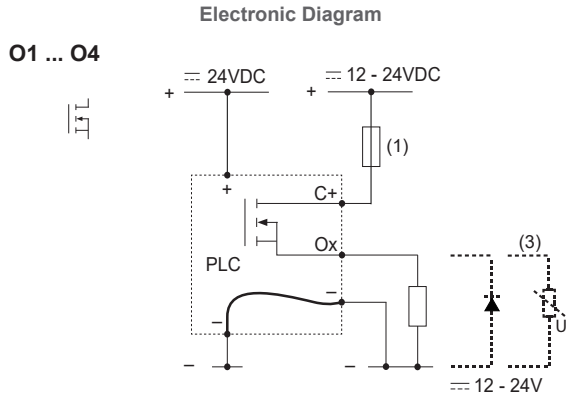 Electronic Diagram
O1 ... O4
24VDC
12 - 24VDC
+
+
(1)
+
C+
Ox
PLC
(3)
–
–
U
–
–
12 - 24V